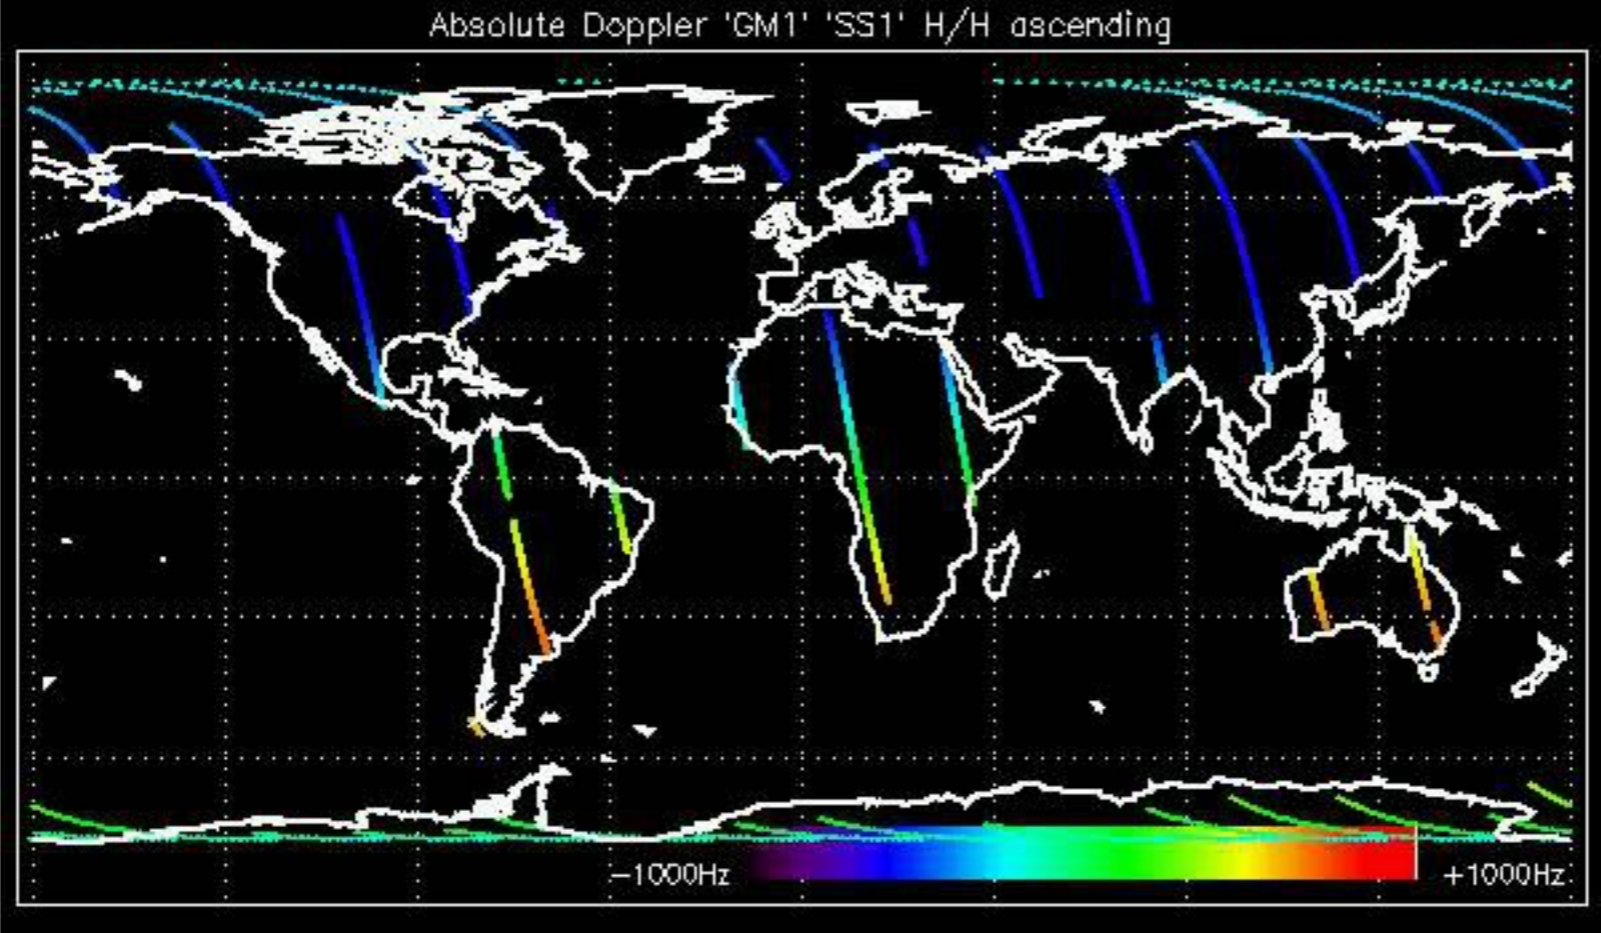 Absolute Doppler 'GM1' 'SS1' H/H ascending
−1000Hz +1000Hz